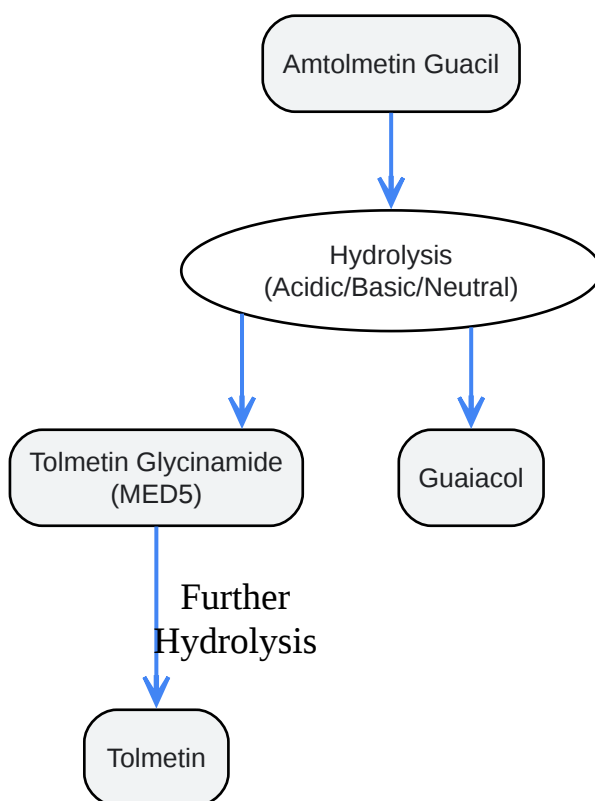 Amtolmetin Guacil
Hydrolysis
(Acidic/Basic/Neutral)
Tolmetin Glycinamide
(MED5)
Guaiacol
Further
Hydrolysis
Tolmetin